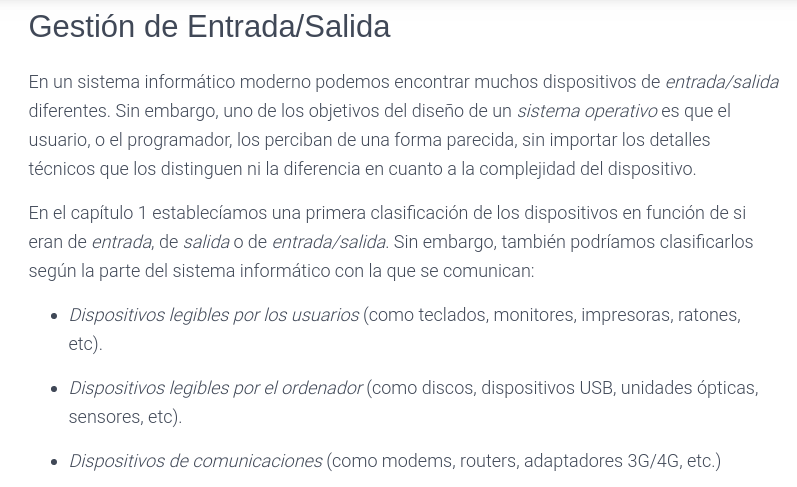 Gestión de Entrada/Salida
En un sistema informático moderno podemos encontrar muchos dispositivos de entrada/salida
diferentes. Sin embargo, uno de los objetivos del diseño de un sistema operativo es que el
usuario, o el programador, los perciban de una forma parecida, sin importar los detalles
técnicos que los distinguen ni la diferencia en cuanto a la complejidad del dispositivo.
En el capítulo 1 establecíamos una primera clasificación de los dispositivos en función de si
eran de entrada, de salida o de entrada/salida. Sin embargo, también podríamos clasificarlos
según la parte del sistema informático con la que se comunican:
• Dispositivos legibles por los usuarios (como teclados, monitores, impresoras, ratones,
etc).
• Dispositivos legibles por el ordenador (como discos, dispositivos USB, unidades ópticas,
sensores, etc).
• Dispositivos de comunicaciones (como modems, routers, adaptadores 3G/4G, etc.)